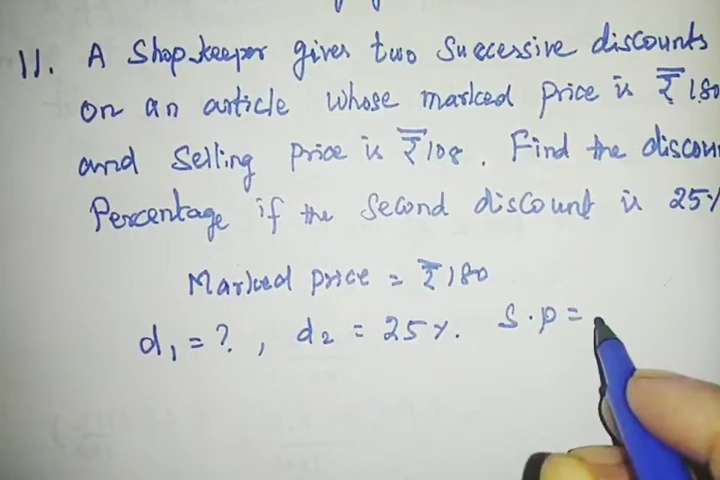 11. A Shop-keeper gives two Successive discounts
on an article whose marked price is ₹ 180
and Selling price is ₹108. Find the discoun
Percentage if the Second discount is 25%
Marked price = ₹180
d₁ = ?, d₂ = 25%. S.p =